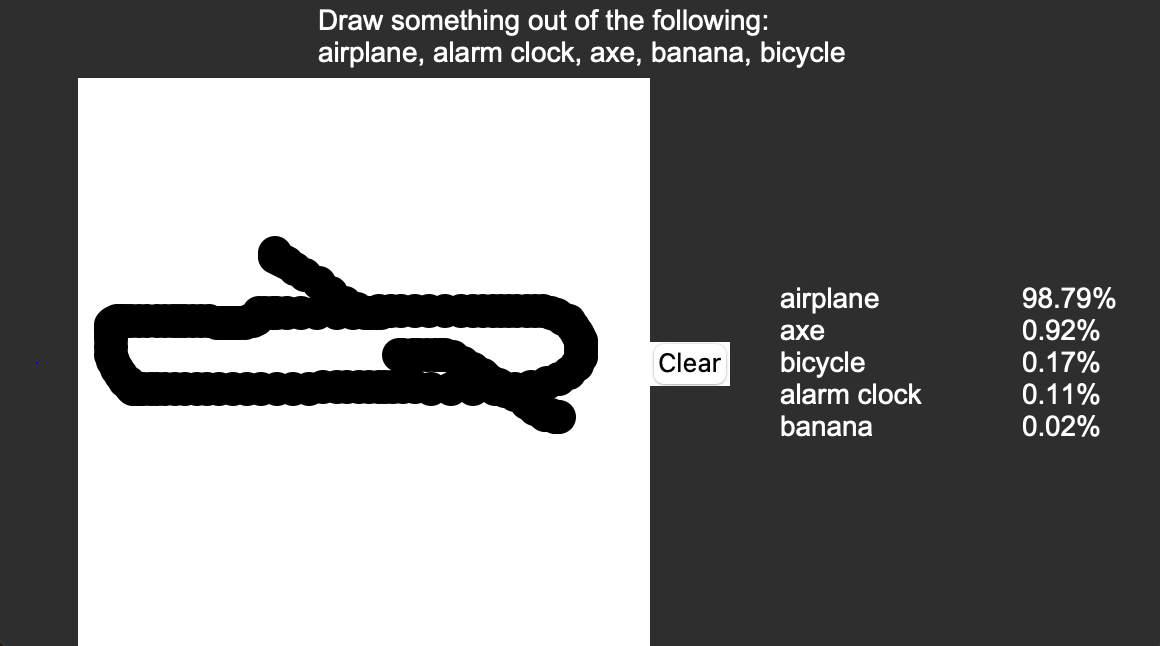 Draw something out of the following:
airplane, alarm clock, axe, banana, bicycle
Clear
airplane 98.79%
axe 0.92%
bicycle 0.17%
alarm clock 0.11%
banana 0.02%